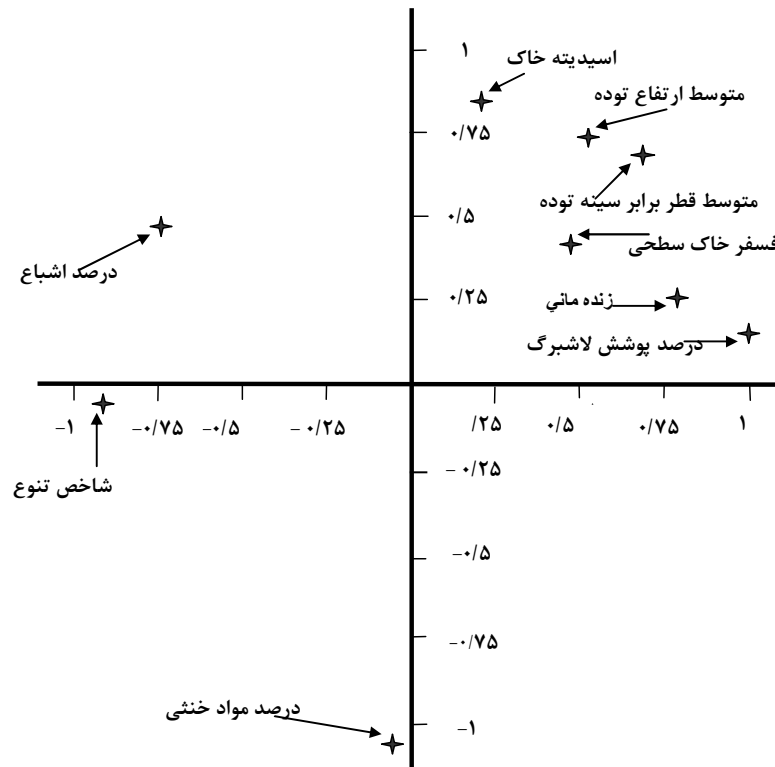 ۱
اسیدیته خاک
متوسط ارتفاع توده
۰/۷۵
متوسط قطر برابر سینه توده
۰/۵
فسفر خاک سطحی
درصد اشباع
۰/۲۵
زنده ماني
درصد پوشش لاشبرگ
−۱
−۰/۷۵
−۰/۵
− ۰/۲۵
/۲۵
۰/۵
۰/۷۵
۱
− ۰/۲۵
شاخص تنوع
−۰/۵
−۰/۷۵
درصد مواد خنثی
−۱